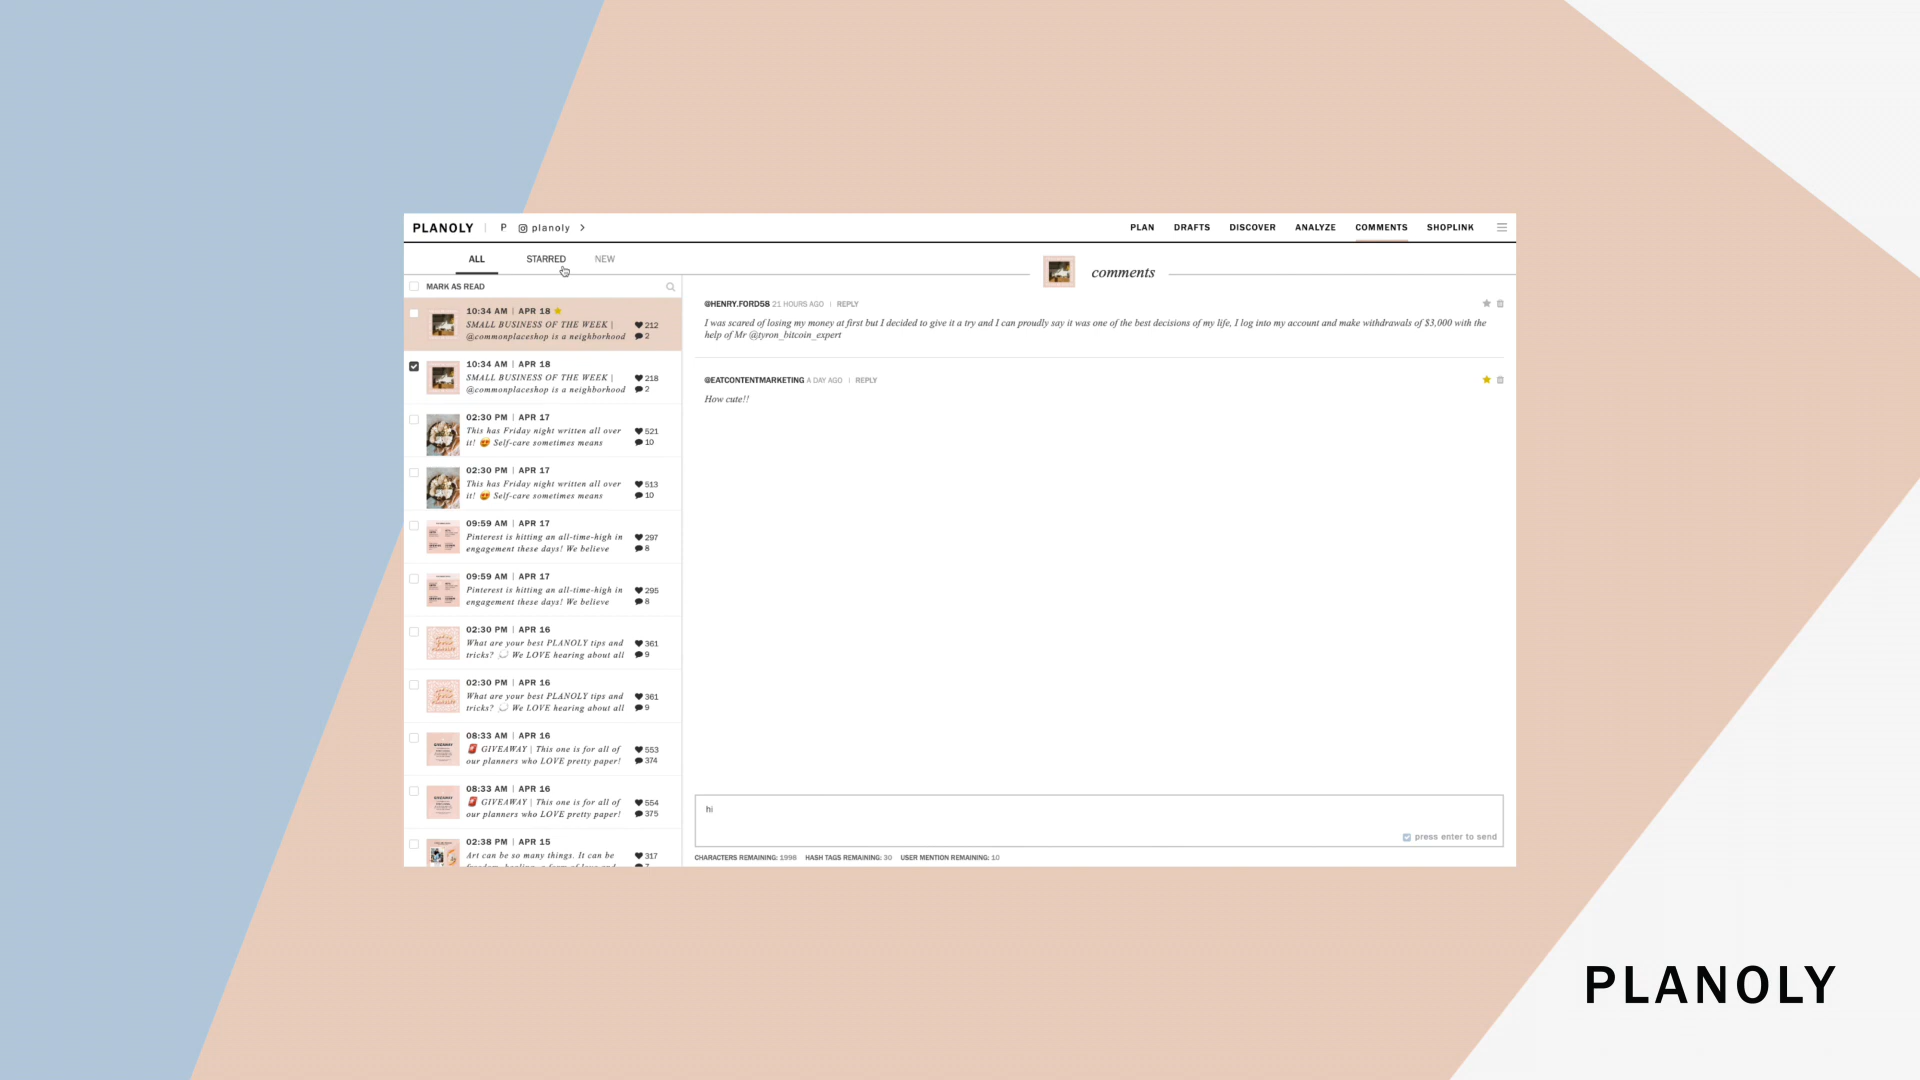 PLANOLY
P planoly
PLAN DRAFTS DISCOVER ANALYZE COMMENTS SHOPLINK
ALL STARRED NEW
comments
MARK AS READ
10:34 AM | APR 18
SMALL BUSINESS OF THE WEEK |
@commonplaceshop is a neighborhood
212
2
10:34 AM | APR 18
SMALL BUSINESS OF THE WEEK |
@commonplaceshop is a neighborhood
218
2
02:30 PM | APR 17
This has Friday night written all over
it! 😍 Self-care sometimes means
521
10
02:30 PM | APR 17
This has Friday night written all over
it! 😍 Self-care sometimes means
513
10
09:59 AM | APR 17
Pinterest is hitting an all-time-high in
engagement these days! We believe
297
8
09:59 AM | APR 17
Pinterest is hitting an all-time-high in
engagement these days! We believe
295
8
02:30 PM | APR 16
What are your best PLANOLY tips and
tricks? 💭 We LOVE hearing about all
361
9
02:30 PM | APR 16
What are your best PLANOLY tips and
tricks? 💭 We LOVE hearing about all
361
9
08:33 AM | APR 16
🚨 GIVEAWAY | This one is for all of
our planners who LOVE pretty paper!
553
374
08:33 AM | APR 16
🚨 GIVEAWAY | This one is for all of
our planners who LOVE pretty paper!
554
375
02:38 PM | APR 15
Art can be so many things. It can be
317
@HENRY.FORD58 21 HOURS AGO | REPLY
I was scared of losing my money at first but I decided to give it a try and I can proudly say it was one of the best decisions of my life, I log into my account and make withdrawals of $3,000 with the
help of Mr @tyron_bitcoin_expert
@EATCONTENTMARKETING A DAY AGO | REPLY
How cute!!
hi
press enter to send
CHARACTERS REMAINING: 1998 HASH TAGS REMAINING: 30 USER MENTION REMAINING: 10
PLANOLY